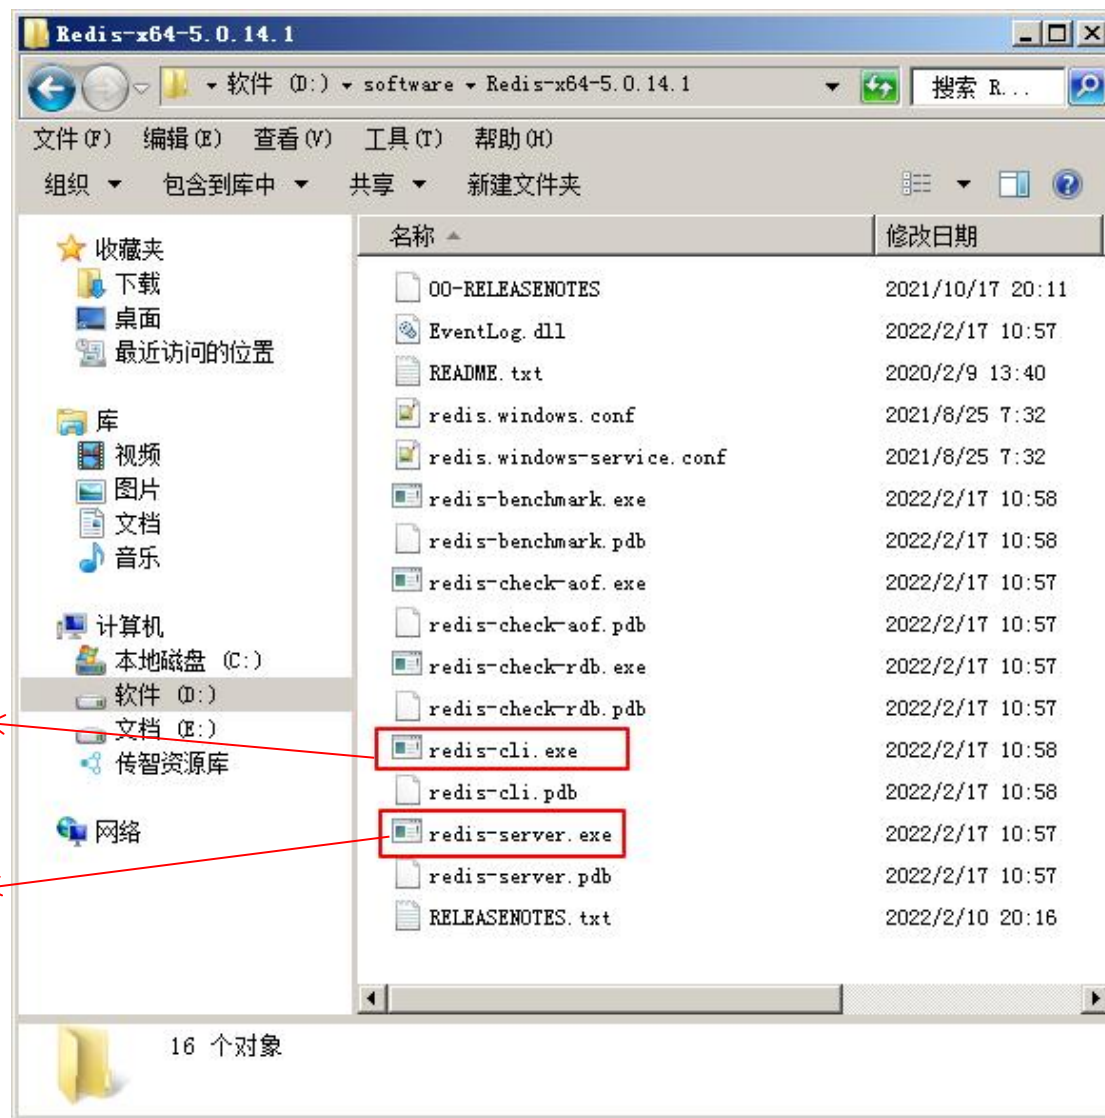 Redis-x64-5.0.14.1
软件 (D:) software Redis-x64-5.0.14.1 搜索 R...
文件(F) 编辑(E) 查看(V) 工具(T) 帮助(H)
组织 包含到库中 共享 新建文件夹
收藏夹
下载
桌面
最近访问的位置
库
视频
图片
文档
音乐
计算机
本地磁盘 (C:)
软件 (D:)
文档 (E:)
传智资源库
网络
名称 修改日期
00-RELEASENOTES 2021/10/17 20:11
EventLog.dll 2022/2/17 10:57
README.txt 2020/2/9 13:40
redis.windows.conf 2021/8/25 7:32
redis.windows-service.conf 2021/8/25 7:32
redis-benchmark.exe 2022/2/17 10:58
redis-benchmark.pdb 2022/2/17 10:58
redis-check-aof.exe 2022/2/17 10:57
redis-check-aof.pdb 2022/2/17 10:57
redis-check-rdb.exe 2022/2/17 10:57
redis-check-rdb.pdb 2022/2/17 10:57
redis-cli.exe 2022/2/17 10:58
redis-cli.pdb 2022/2/17 10:58
redis-server.exe 2022/2/17 10:57
redis-server.pdb 2022/2/17 10:57
RELEASENOTES.txt 2022/2/10 20:16
16 个对象